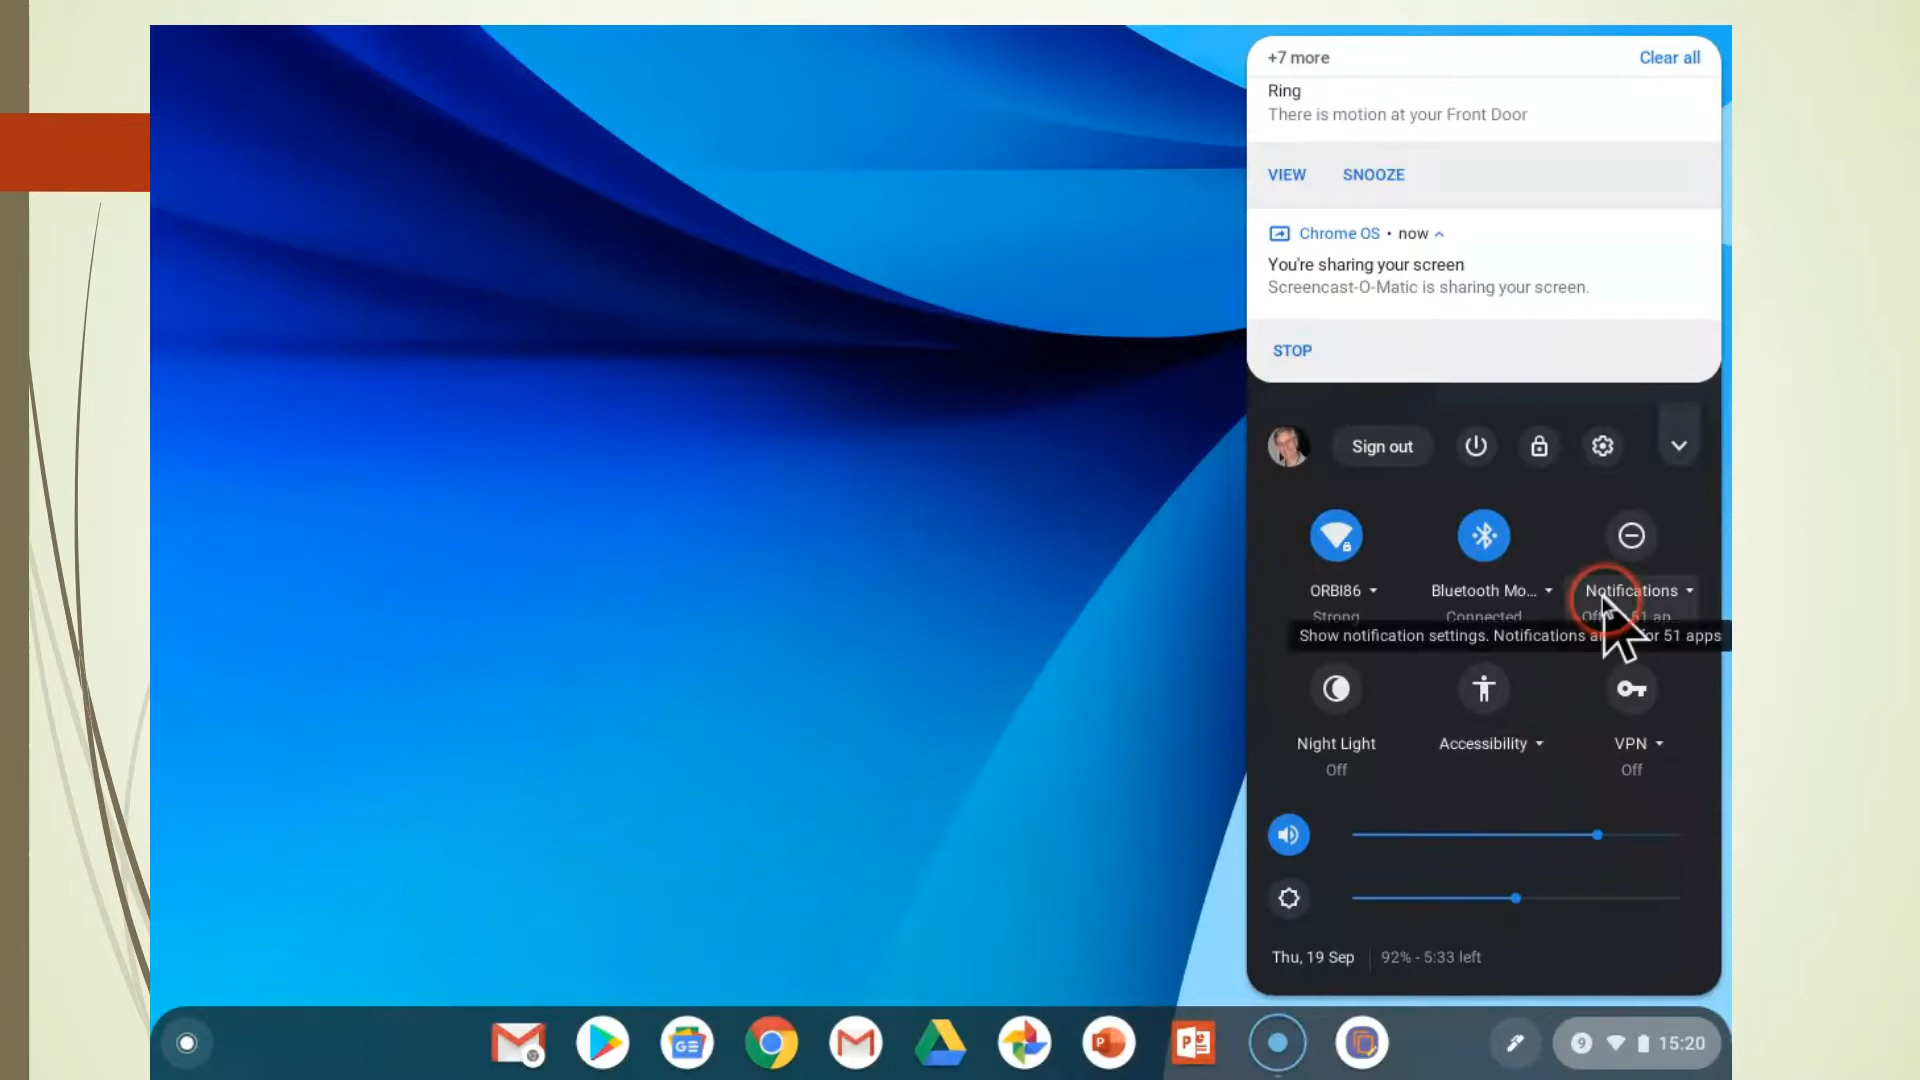 +7 more Clear all
Ring
There is motion at your Front Door
VIEW SNOOZE
Chrome OS • now
You're sharing your screen
Screencast-O-Matic is sharing your screen.
STOP
Sign out
ORBI86 Bluetooth Mo... Notifications
Strong Connected 51
Show notification settings. Notifications for 51 apps
Night Light Accessibility VPN
Off Off
Thu, 19 Sep 92% - 5:33 left
GE P P 9 15:20